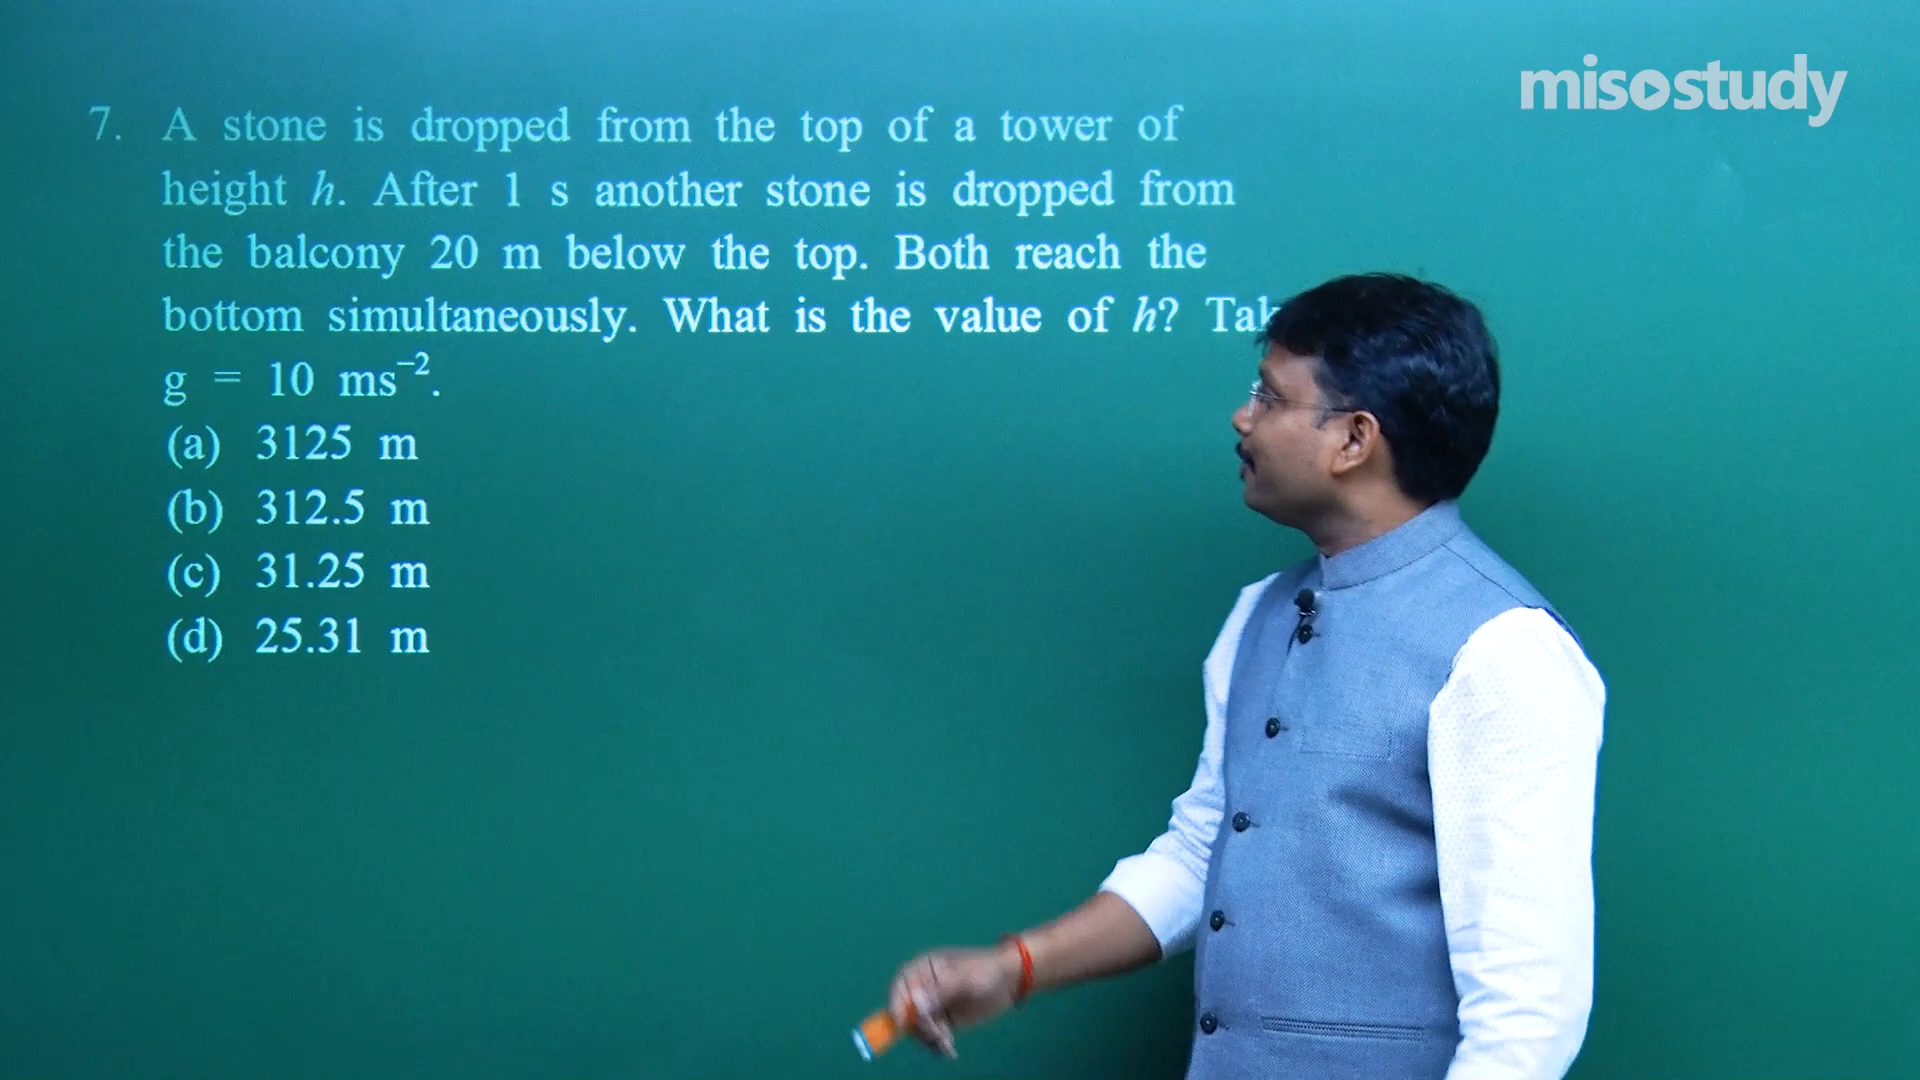 misostudy
7. A stone is dropped from the top of a tower of
height h. After 1 s another stone is dropped from
the balcony 20 m below the top. Both reach the
bottom simultaneously. What is the value of h?
g = 10 ms⁻².
(a) 3125 m
(b) 312.5 m
(c) 31.25 m
(d) 25.31 m